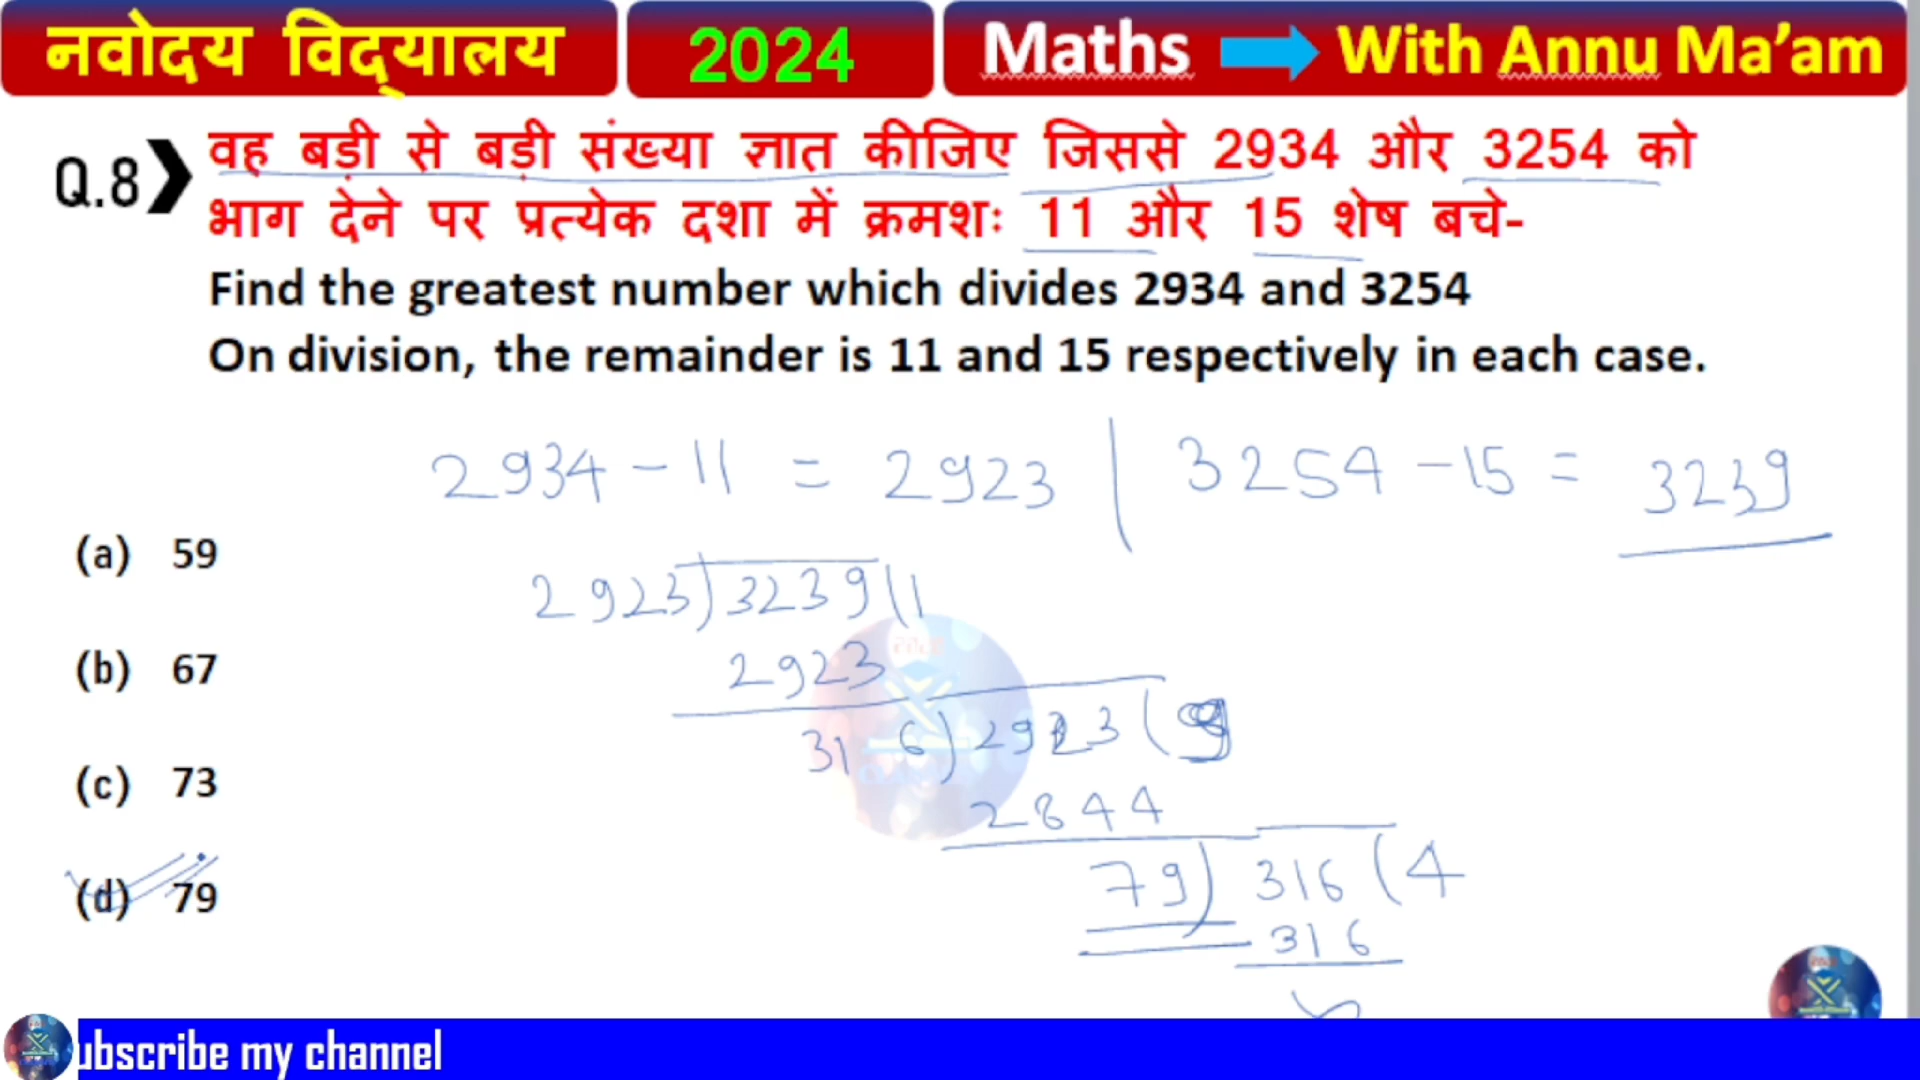 नवोदय विद्यालय 2024 Maths With Annu Ma'am
Q.8 वह बड़ी से बड़ी संख्या ज्ञात कीजिए जिससे 2934 और 3254 को
भाग देने पर प्रत्येक दशा में क्रमशः 11 और 15 शेष बचे-
Find the greatest number which divides 2934 and 3254
On division, the remainder is 11 and 15 respectively in each case.
2934 - 11 = 2923 | 3254 - 15 = 3239
(a) 59
2923) 3239 (1
2923
(b) 67
316) 2923 (9
(c) 73
2844
79) 316 (4
(d) 79
316
ubscribe my channel